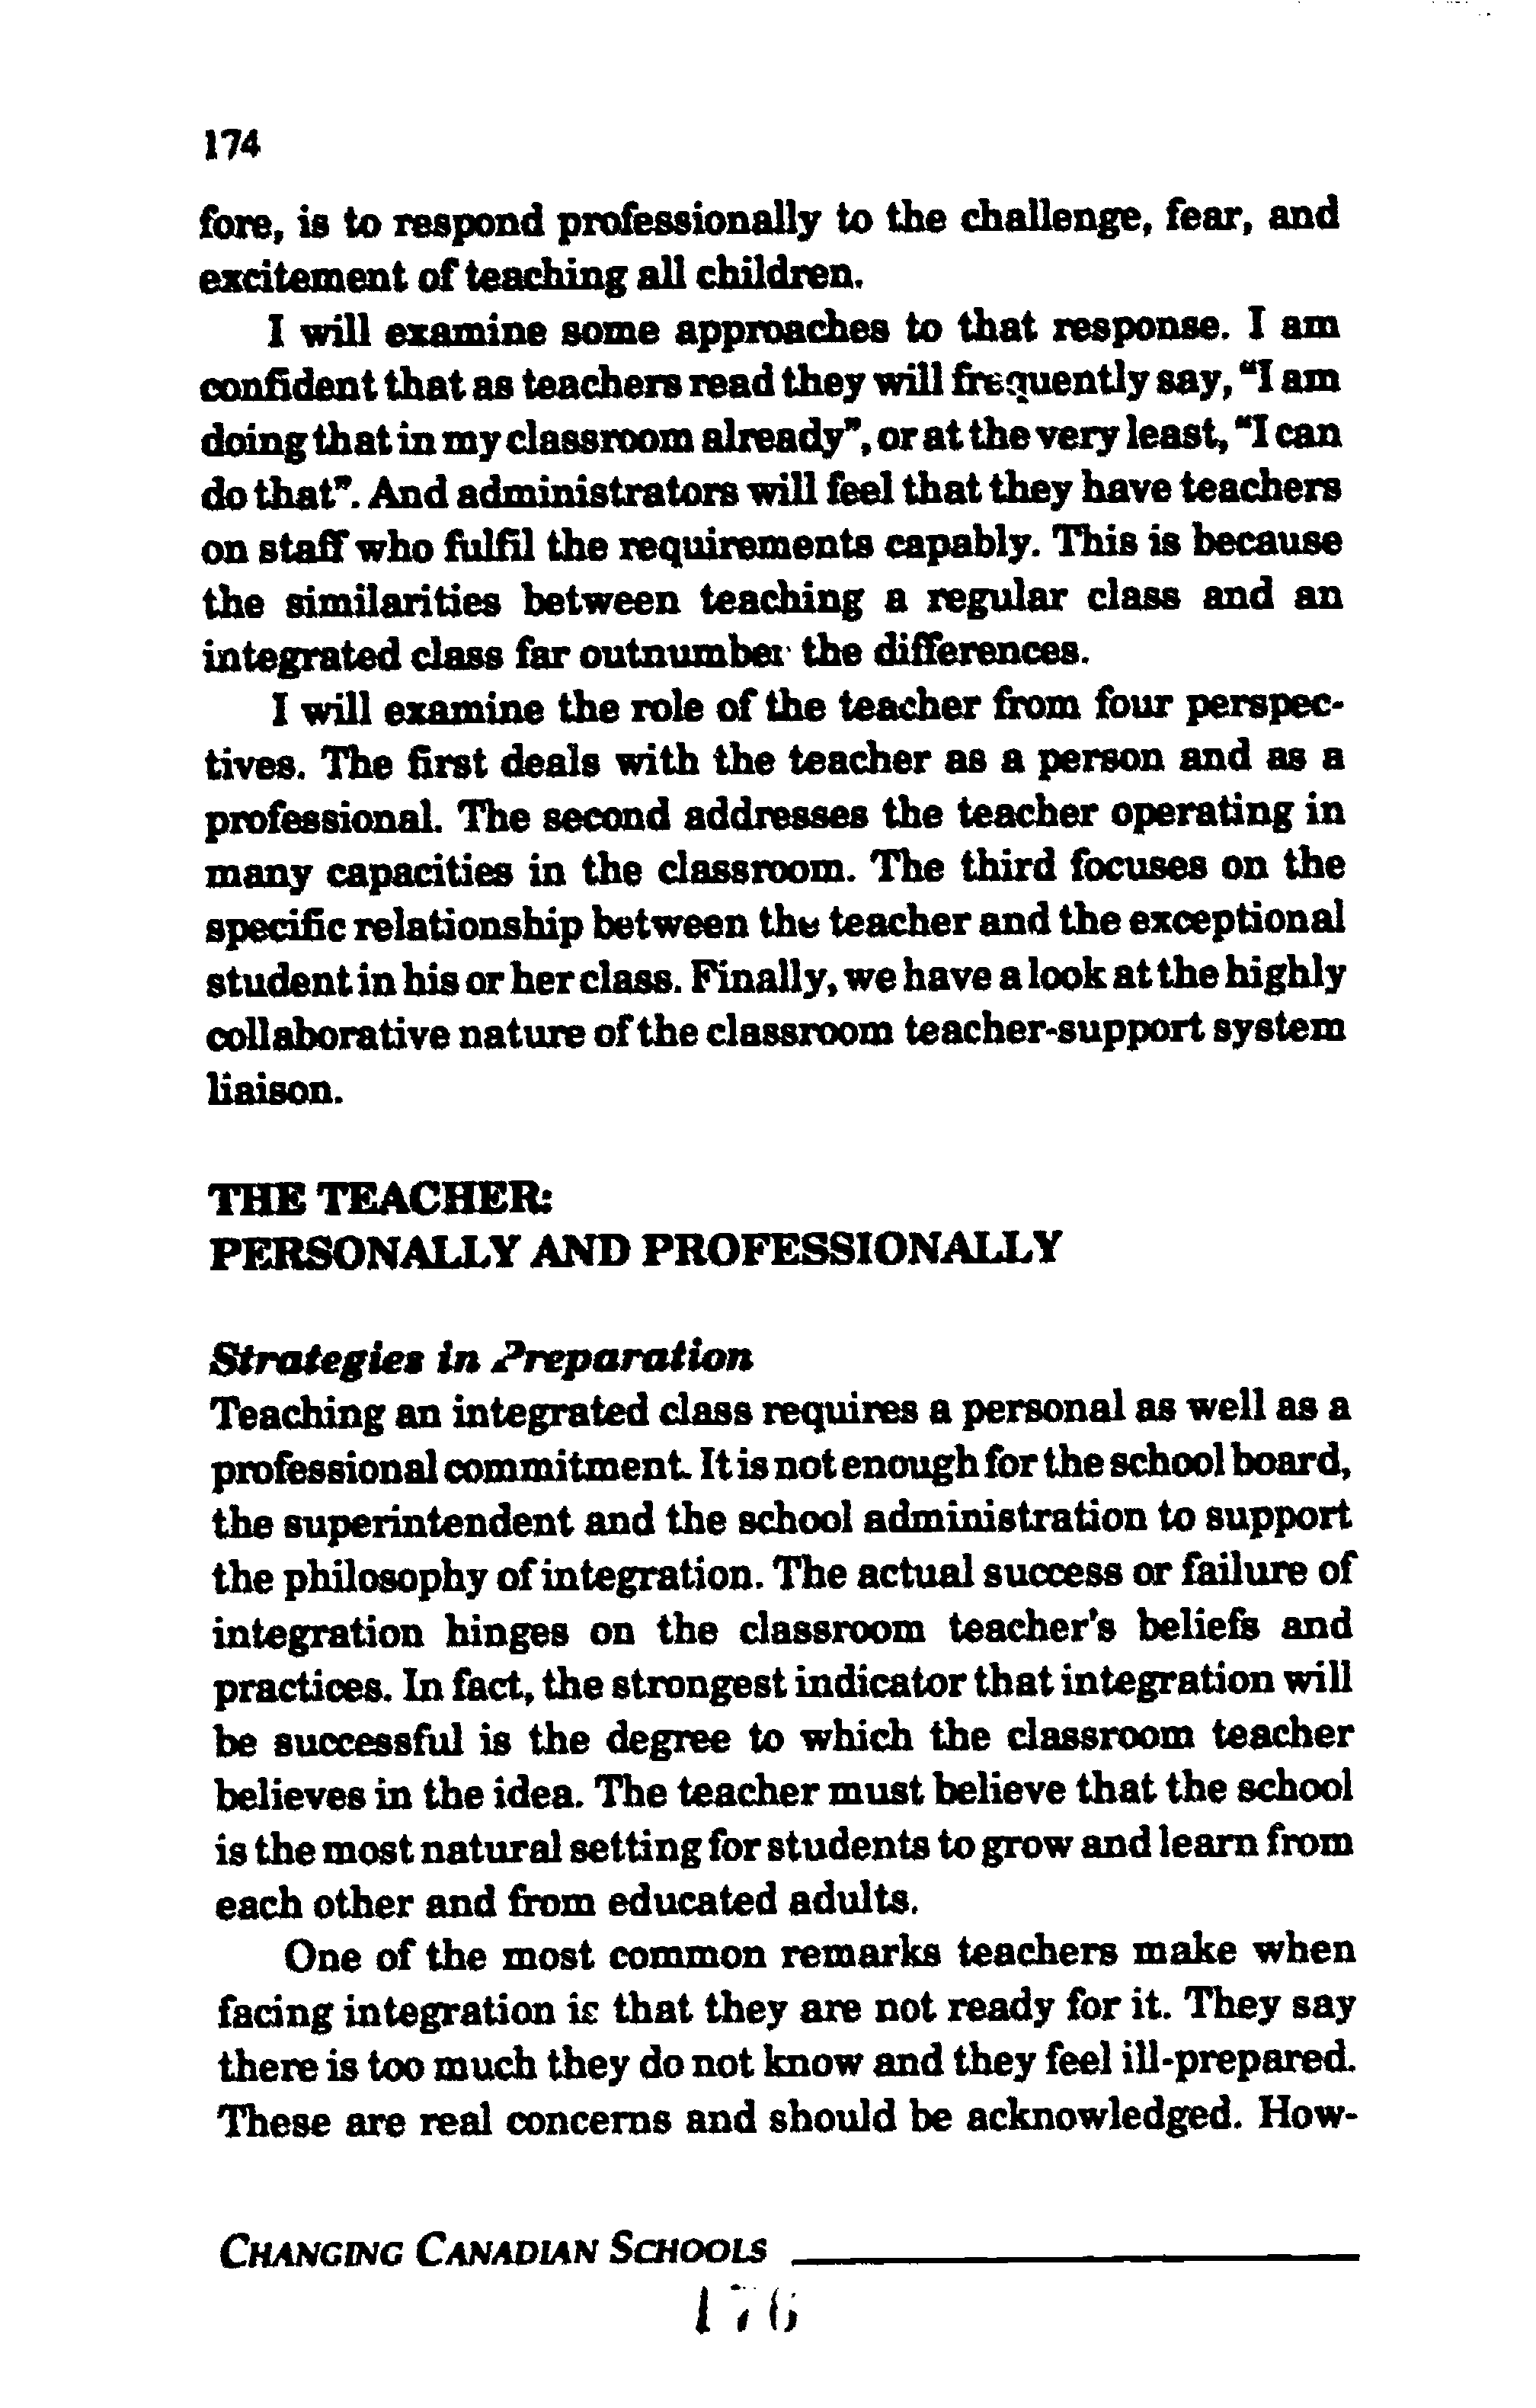 174
fore, is to respond professionally to the challenge, fear, and
excitement of teaching all children.
I will examine some approaches to that response. I am
confident that as teachers read they will frequently say, "I am
doing that in my classroom already", or at the very least, "I can
do that". And administrators will feel that they have teachers
on staff who fulfil the requirements capably. This is because
the similarities between teaching a regular class and an
integrated class far outnumber the differences.
I will examine the role of the teacher from four perspec-
tives. The first deals with the teacher as a person and as a
professional. The second addresses the teacher operating in
many capacities in the classroom. The third focuses on the
specific relationship between the teacher and the exceptional
student in his or her class. Finally, we have a look at the highly
collaborative nature of the classroom teacher-support system
liaison.
THE TEACHER:
PERSONALLY AND PROFESSIONALLY
Strategies in Preparation
Teaching an integrated class requires a personal as well as a
professional commitment. It is not enough for the school board,
the superintendent and the school administration to support
the philosophy of integration. The actual success or failure of
integration hinges on the classroom teacher's beliefs and
practices. In fact, the strongest indicator that integration will
be successful is the degree to which the classroom teacher
believes in the idea. The teacher must believe that the school
is the most natural setting for students to grow and learn from
each other and from educated adults.
One of the most common remarks teachers make when
facing integration is that they are not ready for it. They say
there is too much they do not know and they feel ill-prepared.
These are real concerns and should be acknowledged. How-
CHANGING CANADIAN SCHOOLS
176